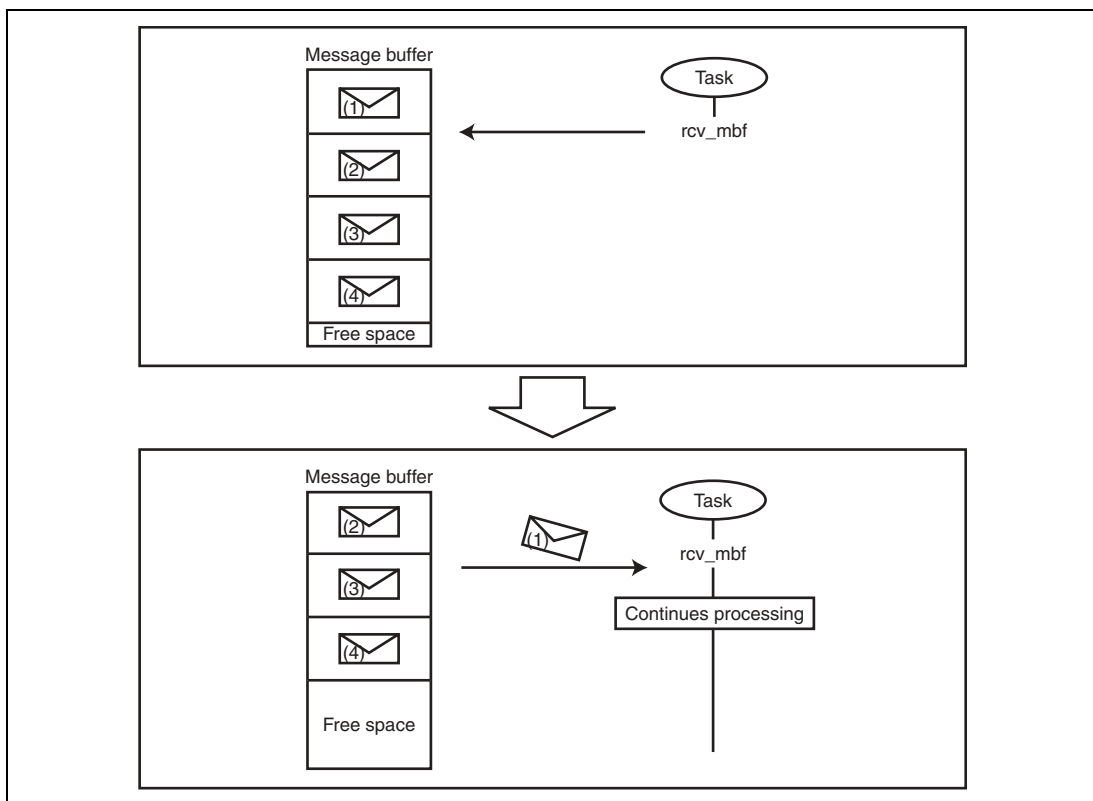 Message buffer
Task
(1)
rcv_mbf
(2)
(3)
(4)
Free space
Message buffer
Task
(2)
(1)
rcv_mbf
(3)
Continues processing
(4)
Free space